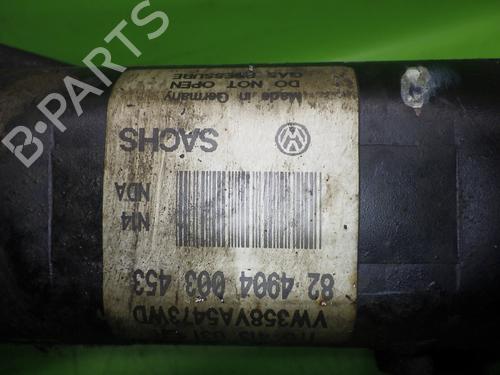 B-PARTS
Made in Germany
DO NOT OPEN
GAS PRESSURE
SACHS
N14
NDA
82 4904 003 453
VW358VA5473WD